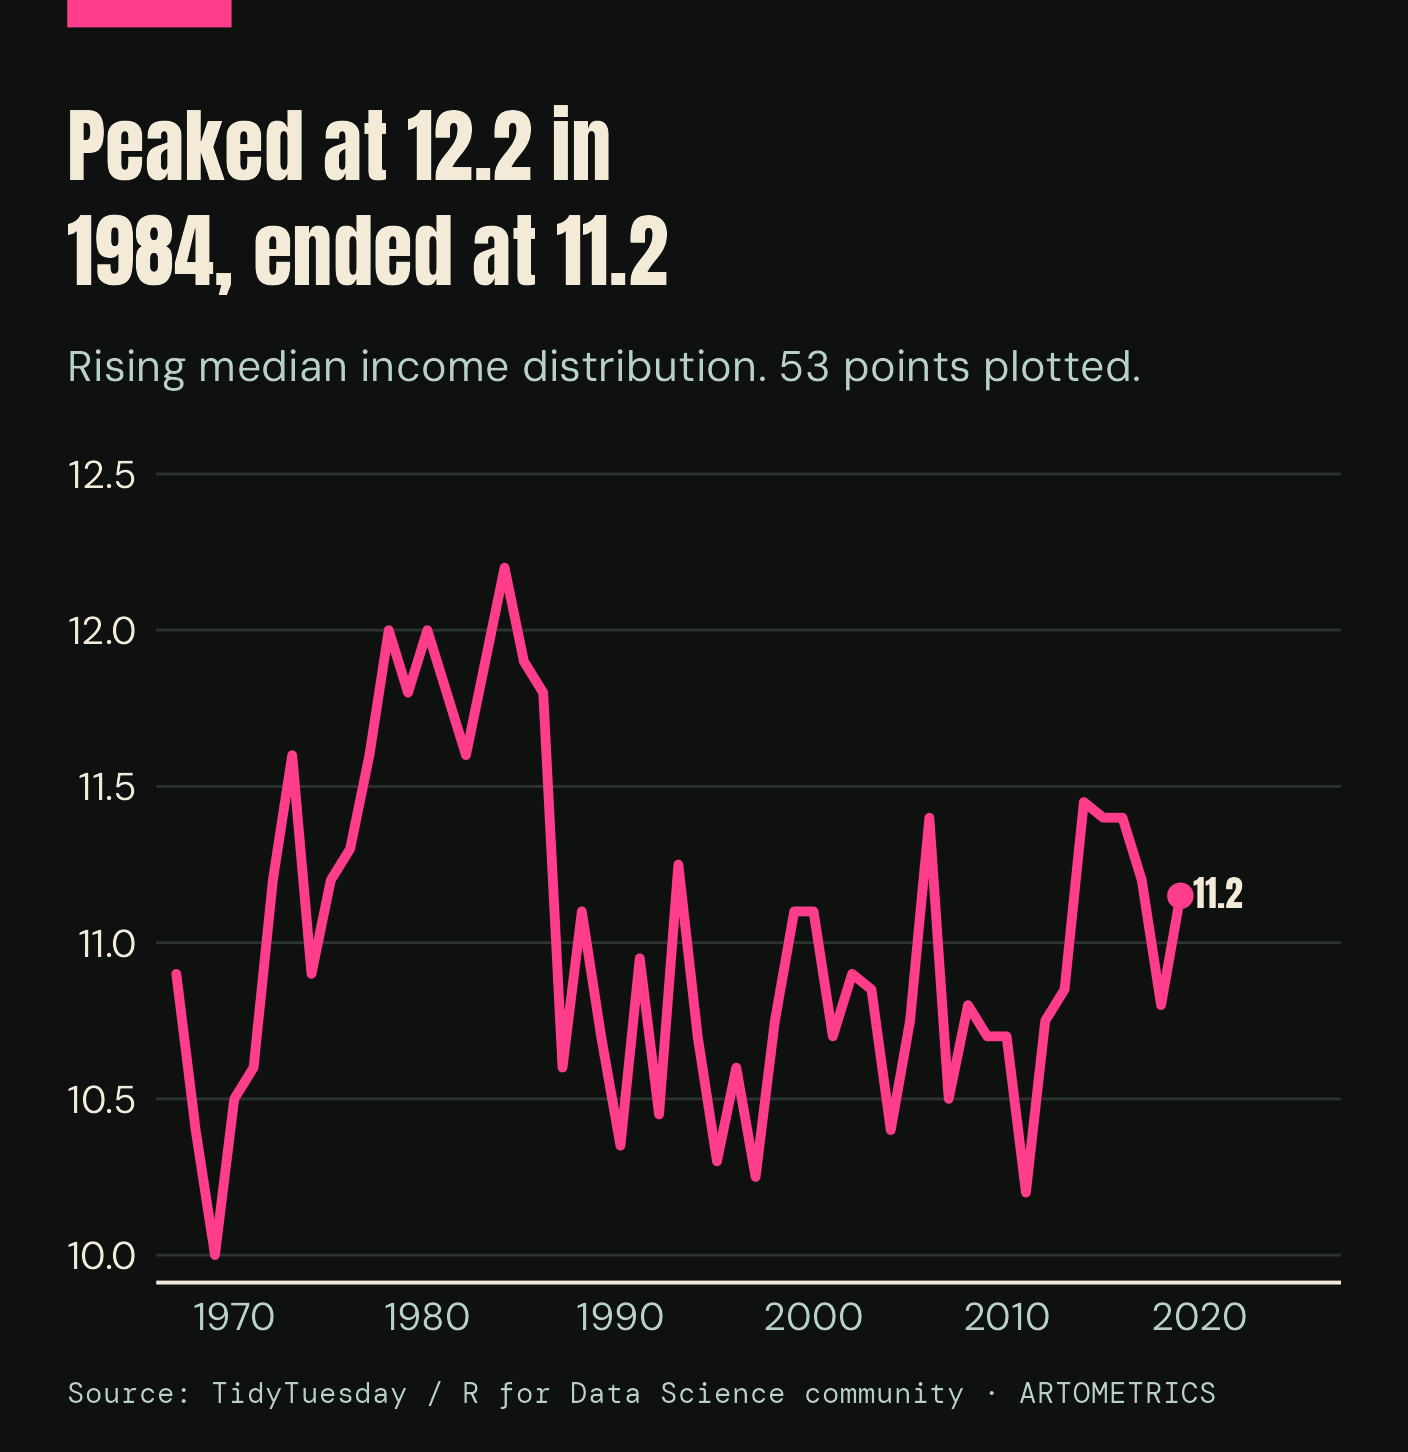 Peaked at 12.2 in
1984, ended at 11.2
Rising median income distribution. 53 points plotted.
12.5
12.0
11.5
11.0
10.5
10.0
11.2
1970 1980 1990 2000 2010 2020
Source: TidyTuesday / R for Data Science community · ARTOMETRICS